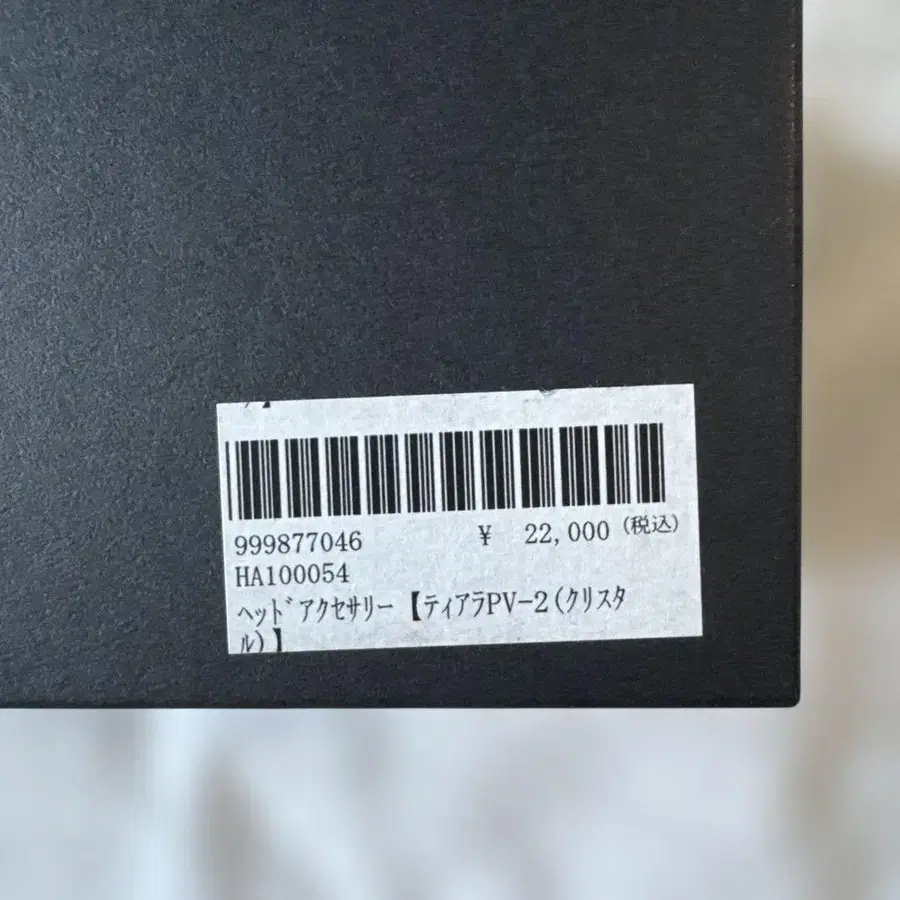 999877046 ¥ 22,000 (税込)
HA100054
ヘッドアクセサリー【ティアラPV-2(クリスタ
ル)】